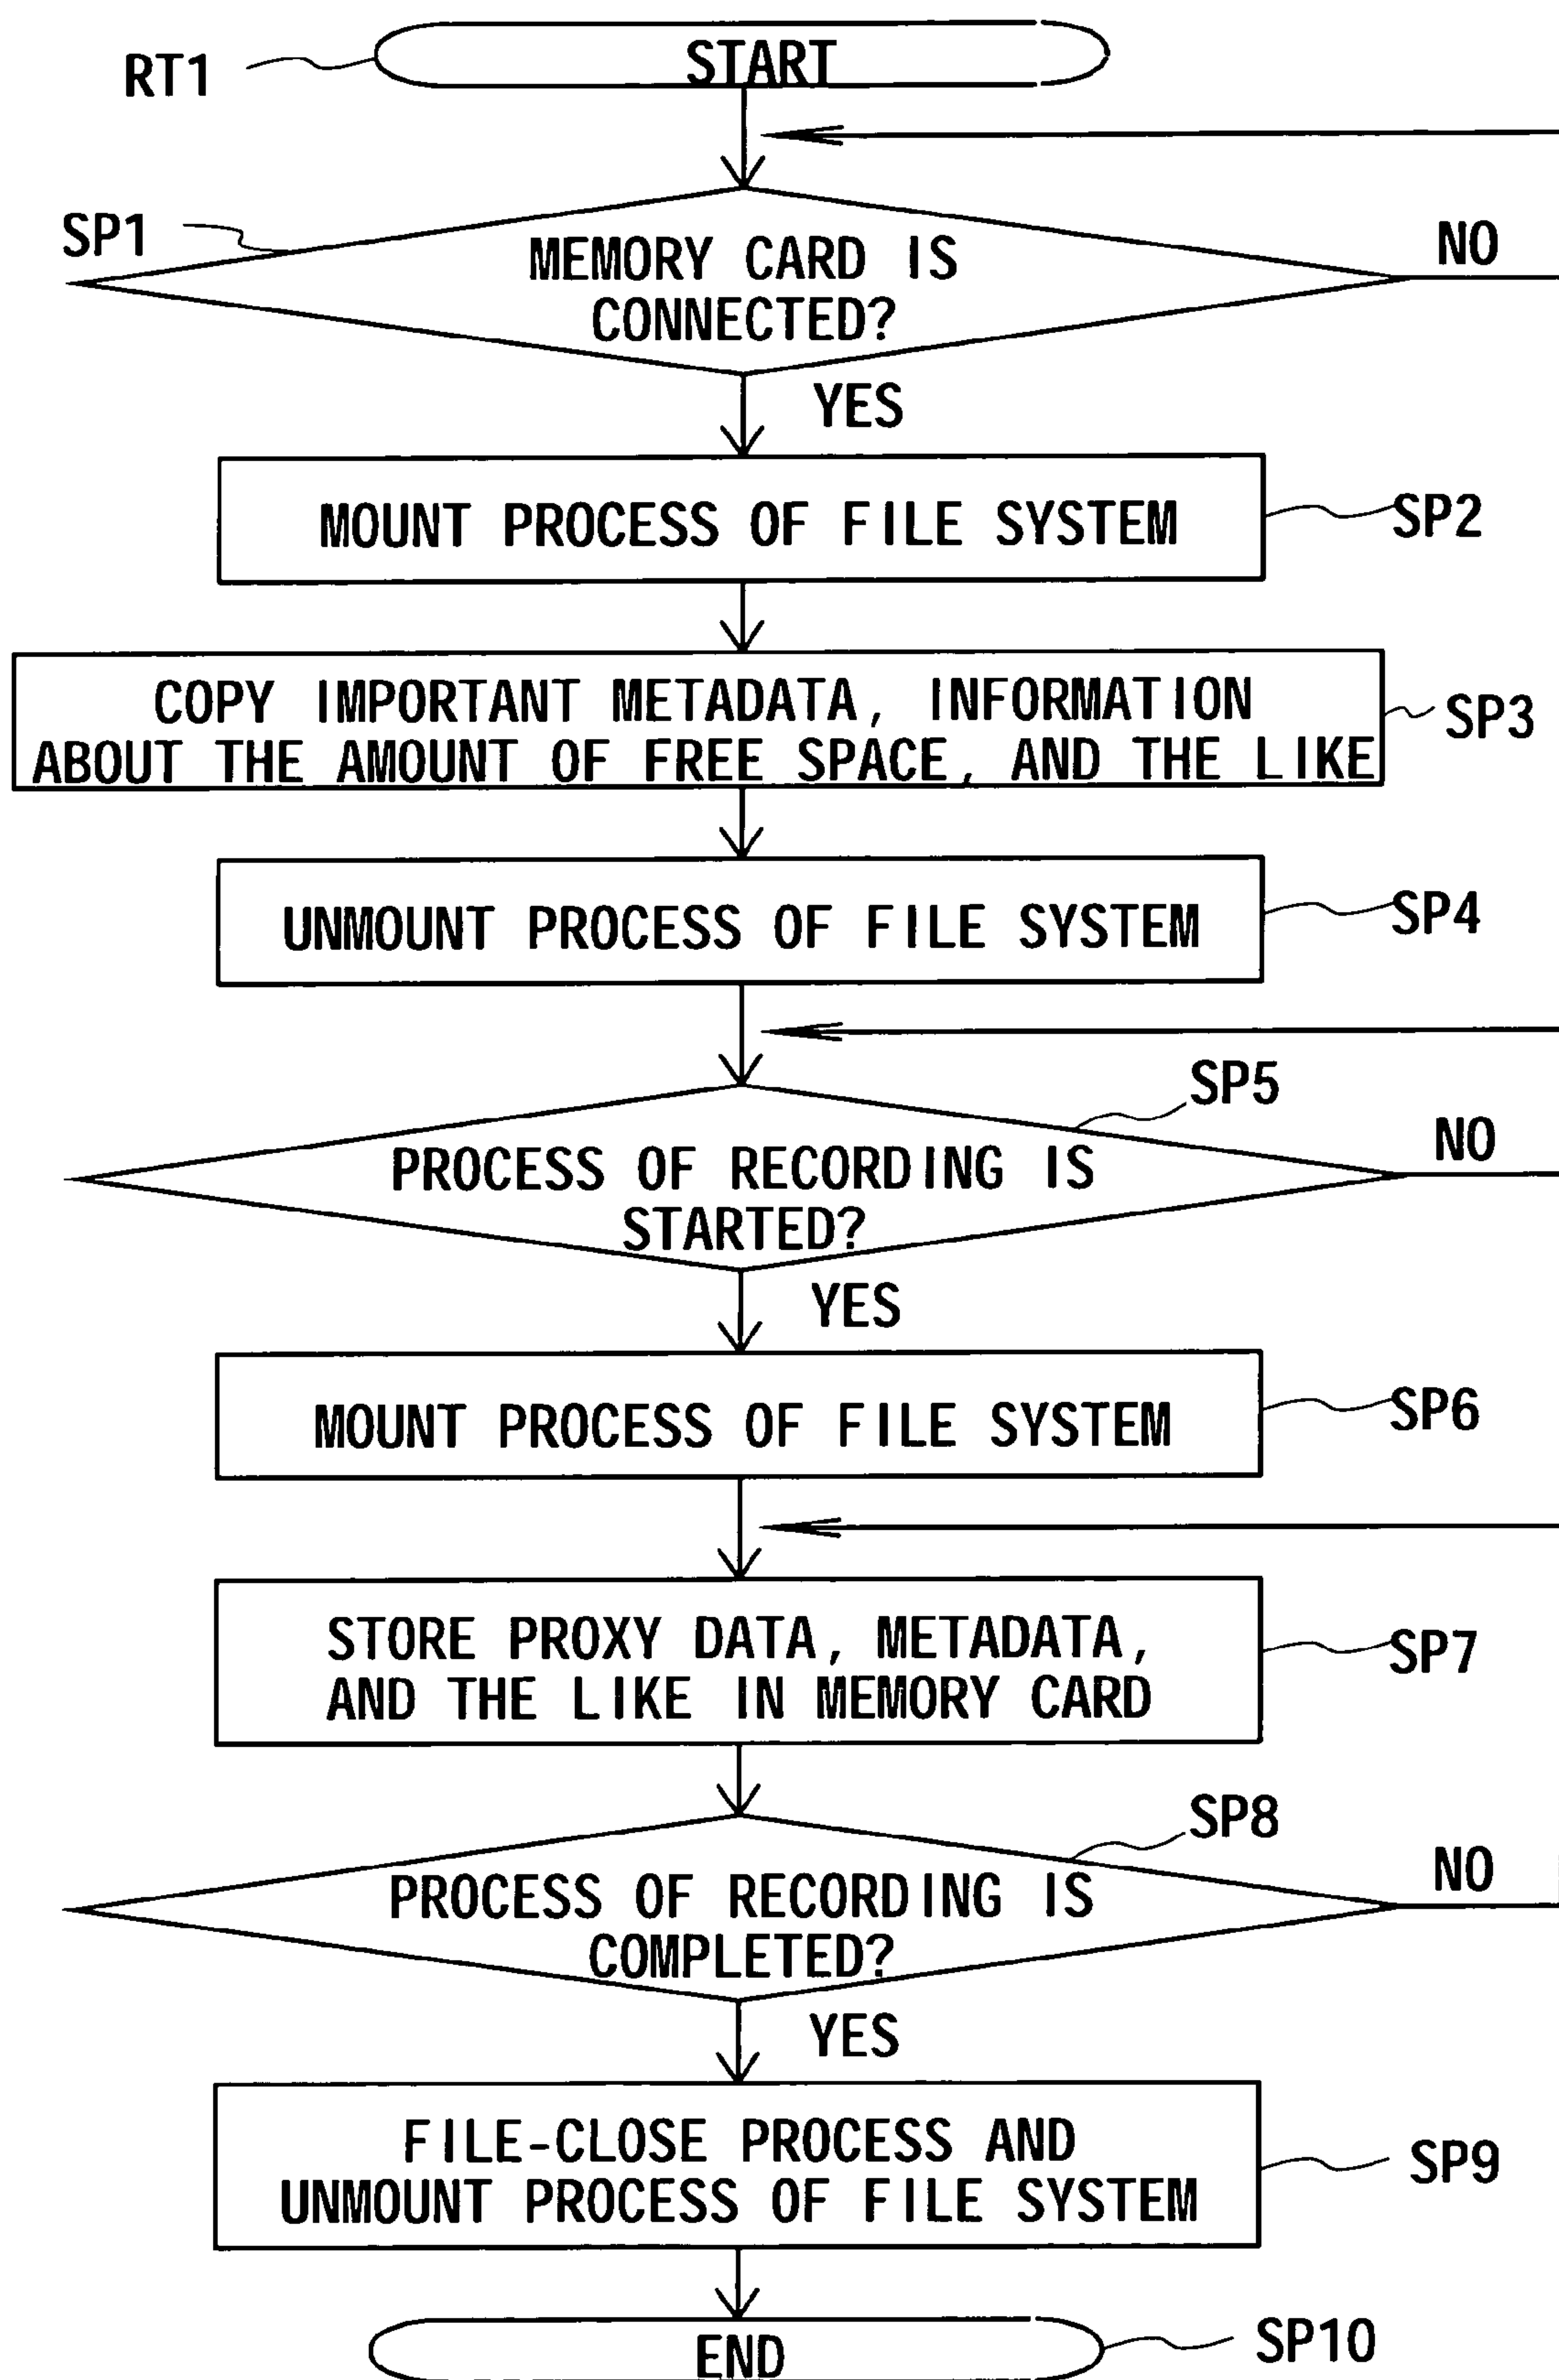 RT1
START
SP1
MEMORY CARD IS
CONNECTED?
NO
YES
MOUNT PROCESS OF FILE SYSTEM
SP2
COPY IMPORTANT METADATA, INFORMATION
ABOUT THE AMOUNT OF FREE SPACE, AND THE LIKE
SP3
UNMOUNT PROCESS OF FILE SYSTEM
SP4
SP5
PROCESS OF RECORDING IS
STARTED?
NO
YES
MOUNT PROCESS OF FILE SYSTEM
SP6
STORE PROXY DATA, METADATA,
AND THE LIKE IN MEMORY CARD
SP7
SP8
PROCESS OF RECORDING IS
COMPLETED?
NO
YES
FILE-CLOSE PROCESS AND
UNMOUNT PROCESS OF FILE SYSTEM
SP9
END
SP10